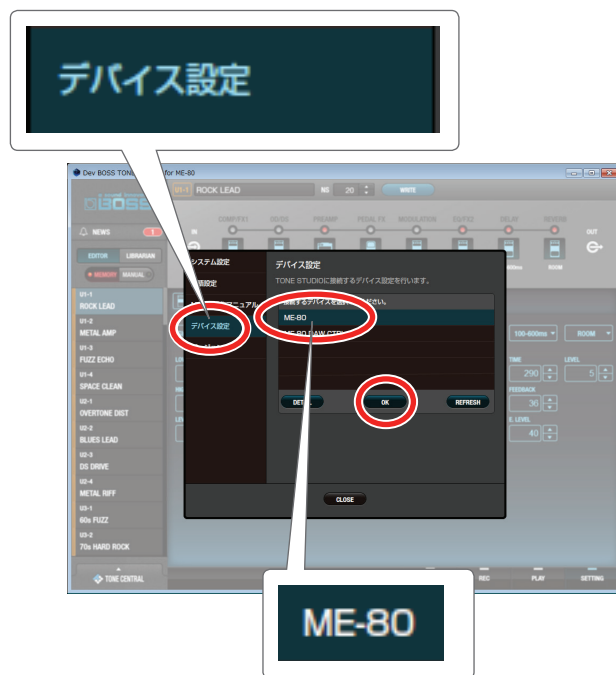 デバイス設定
Dev BOSS TON
for ME-80
U1-1 ROCK LEAD NS 20 WRITE
BOSS
COMP/FX1 OD/DS PREAMP PEDAL FX MODULATION EQ/FX2 DELAY REVERB
NEWS
IN
OUT
EDITOR LIBRARIAN
MEMORY MANUAL
システム設定
デバイス設定
TONE STUDIOに接続するデバイス設定を行います。
ROOM
U1-1
ROCK LEAD
ME-80
U1-2
METAL AMP
デバイス設定
100-600ms
ROOM
U1-3
FUZZ ECHO
TIME
LEVEL
290
5
U1-4
SPACE CLEAN
FEEDBACK
36
U2-1
OVERTONE DIST
OK
REFRESH
E. LEVEL
40
U2-2
BLUES LEAD
U2-3
DS DRIVE
U2-4
METAL RIFF
CLOSE
U3-1
60s FUZZ
U3-2
70s HARD ROCK
TONE CENTRAL
REC
PLAY
SETTING
ME-80